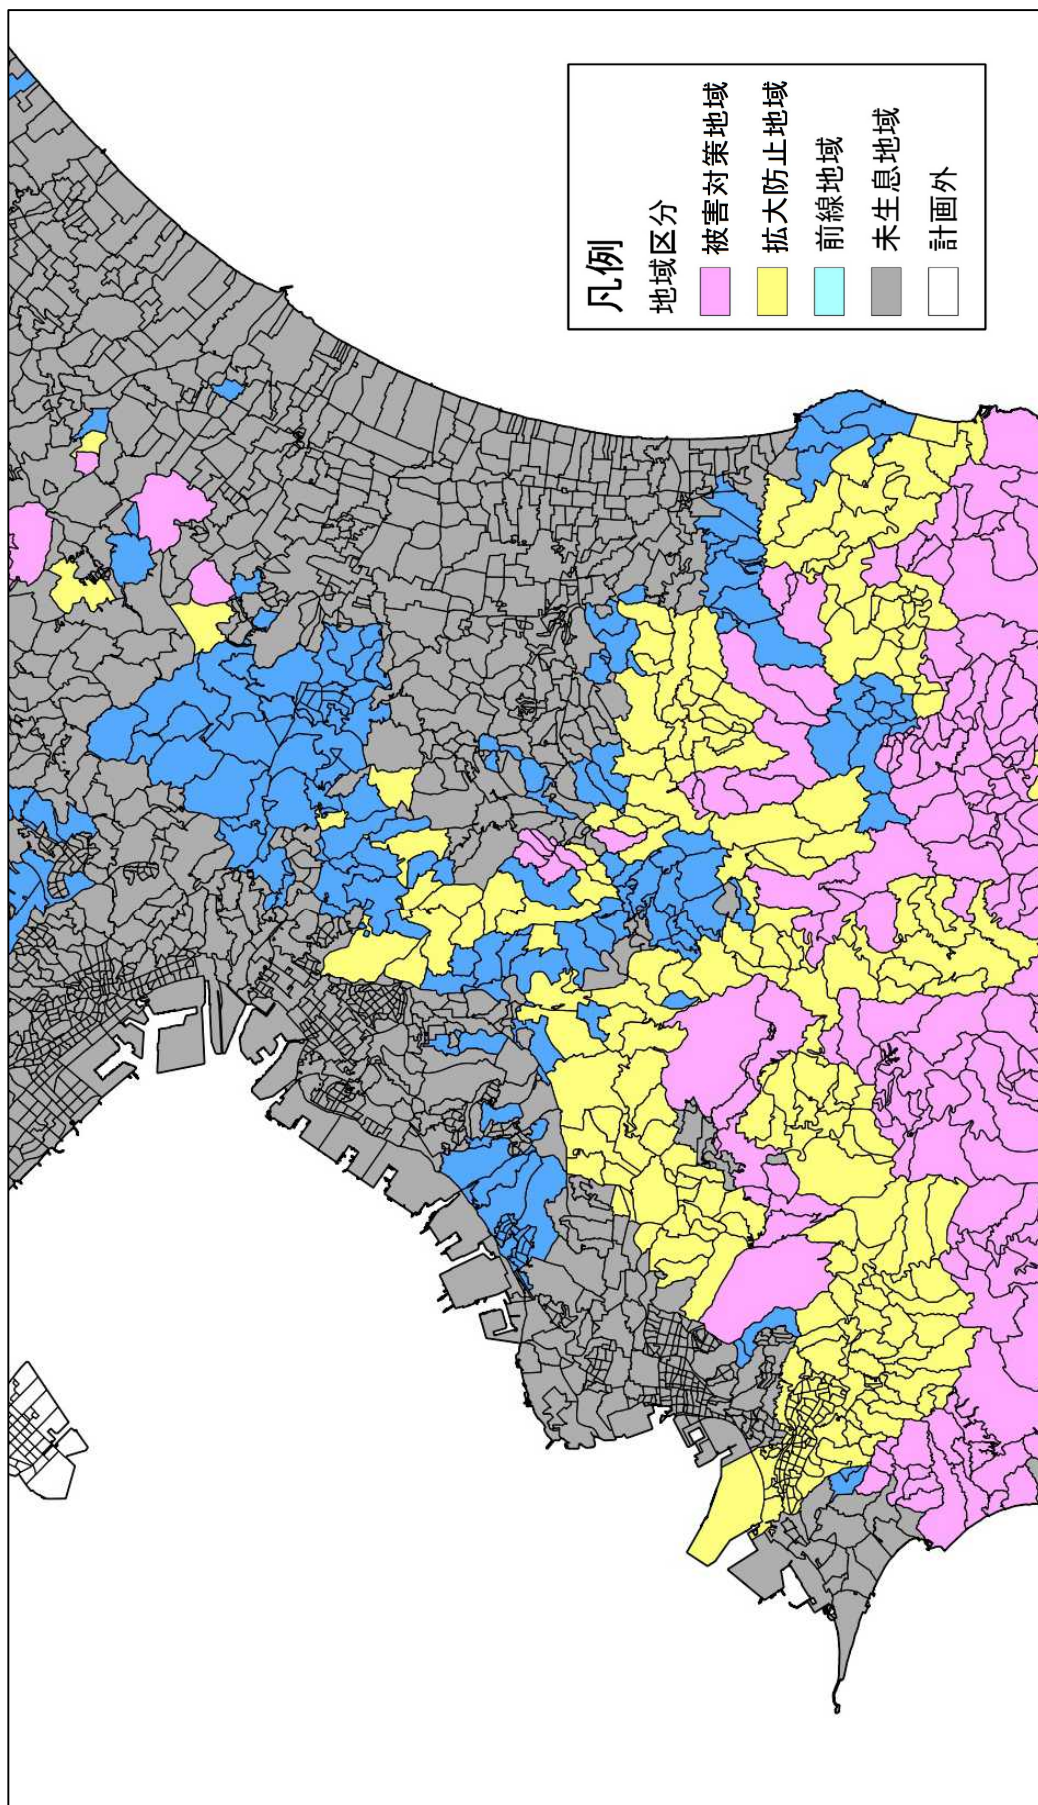 凡例
地域区分
被害対策地域
拡大防止地域
前線地域
未生息地域
計画外